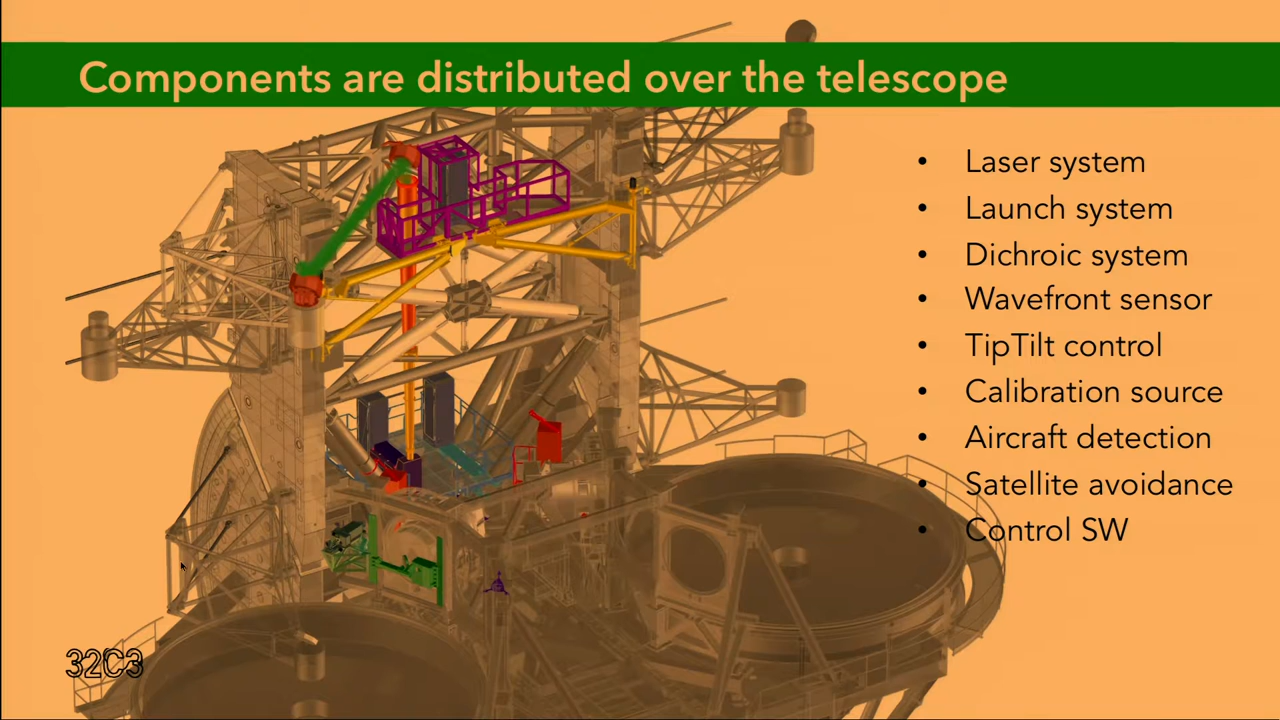 Components are distributed over the telescope
• Laser system
• Launch system
• Dichroic system
• Wavefront sensor
• TipTilt control
• Calibration source
• Aircraft detection
• Satellite avoidance
• Control SW
32C3